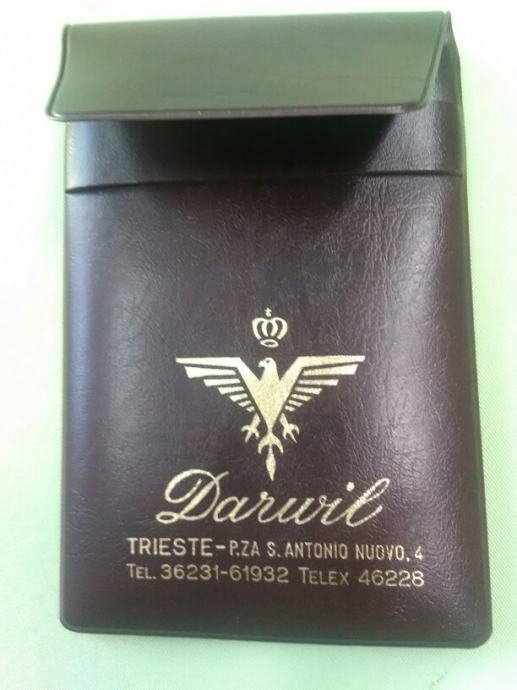 Darwil
TRIESTE - P.ZA S. ANTONIO NUOVO, 4
TEL. 36231-61932 TELEX 46228